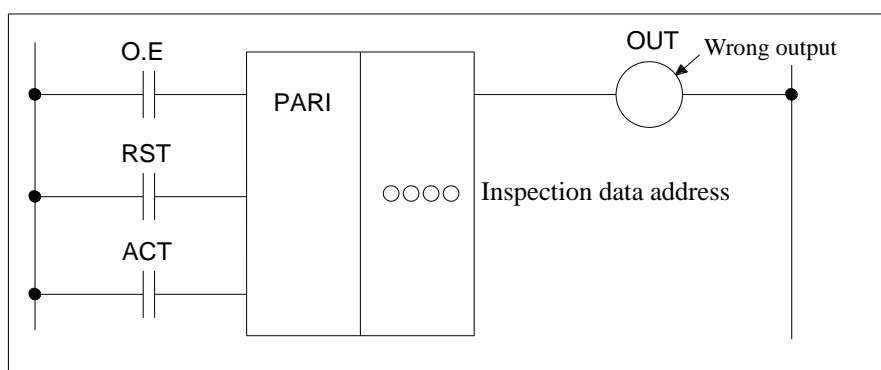 O.E
OUT
Wrong output
PARI
RST
○○○○ Inspection data address
ACT